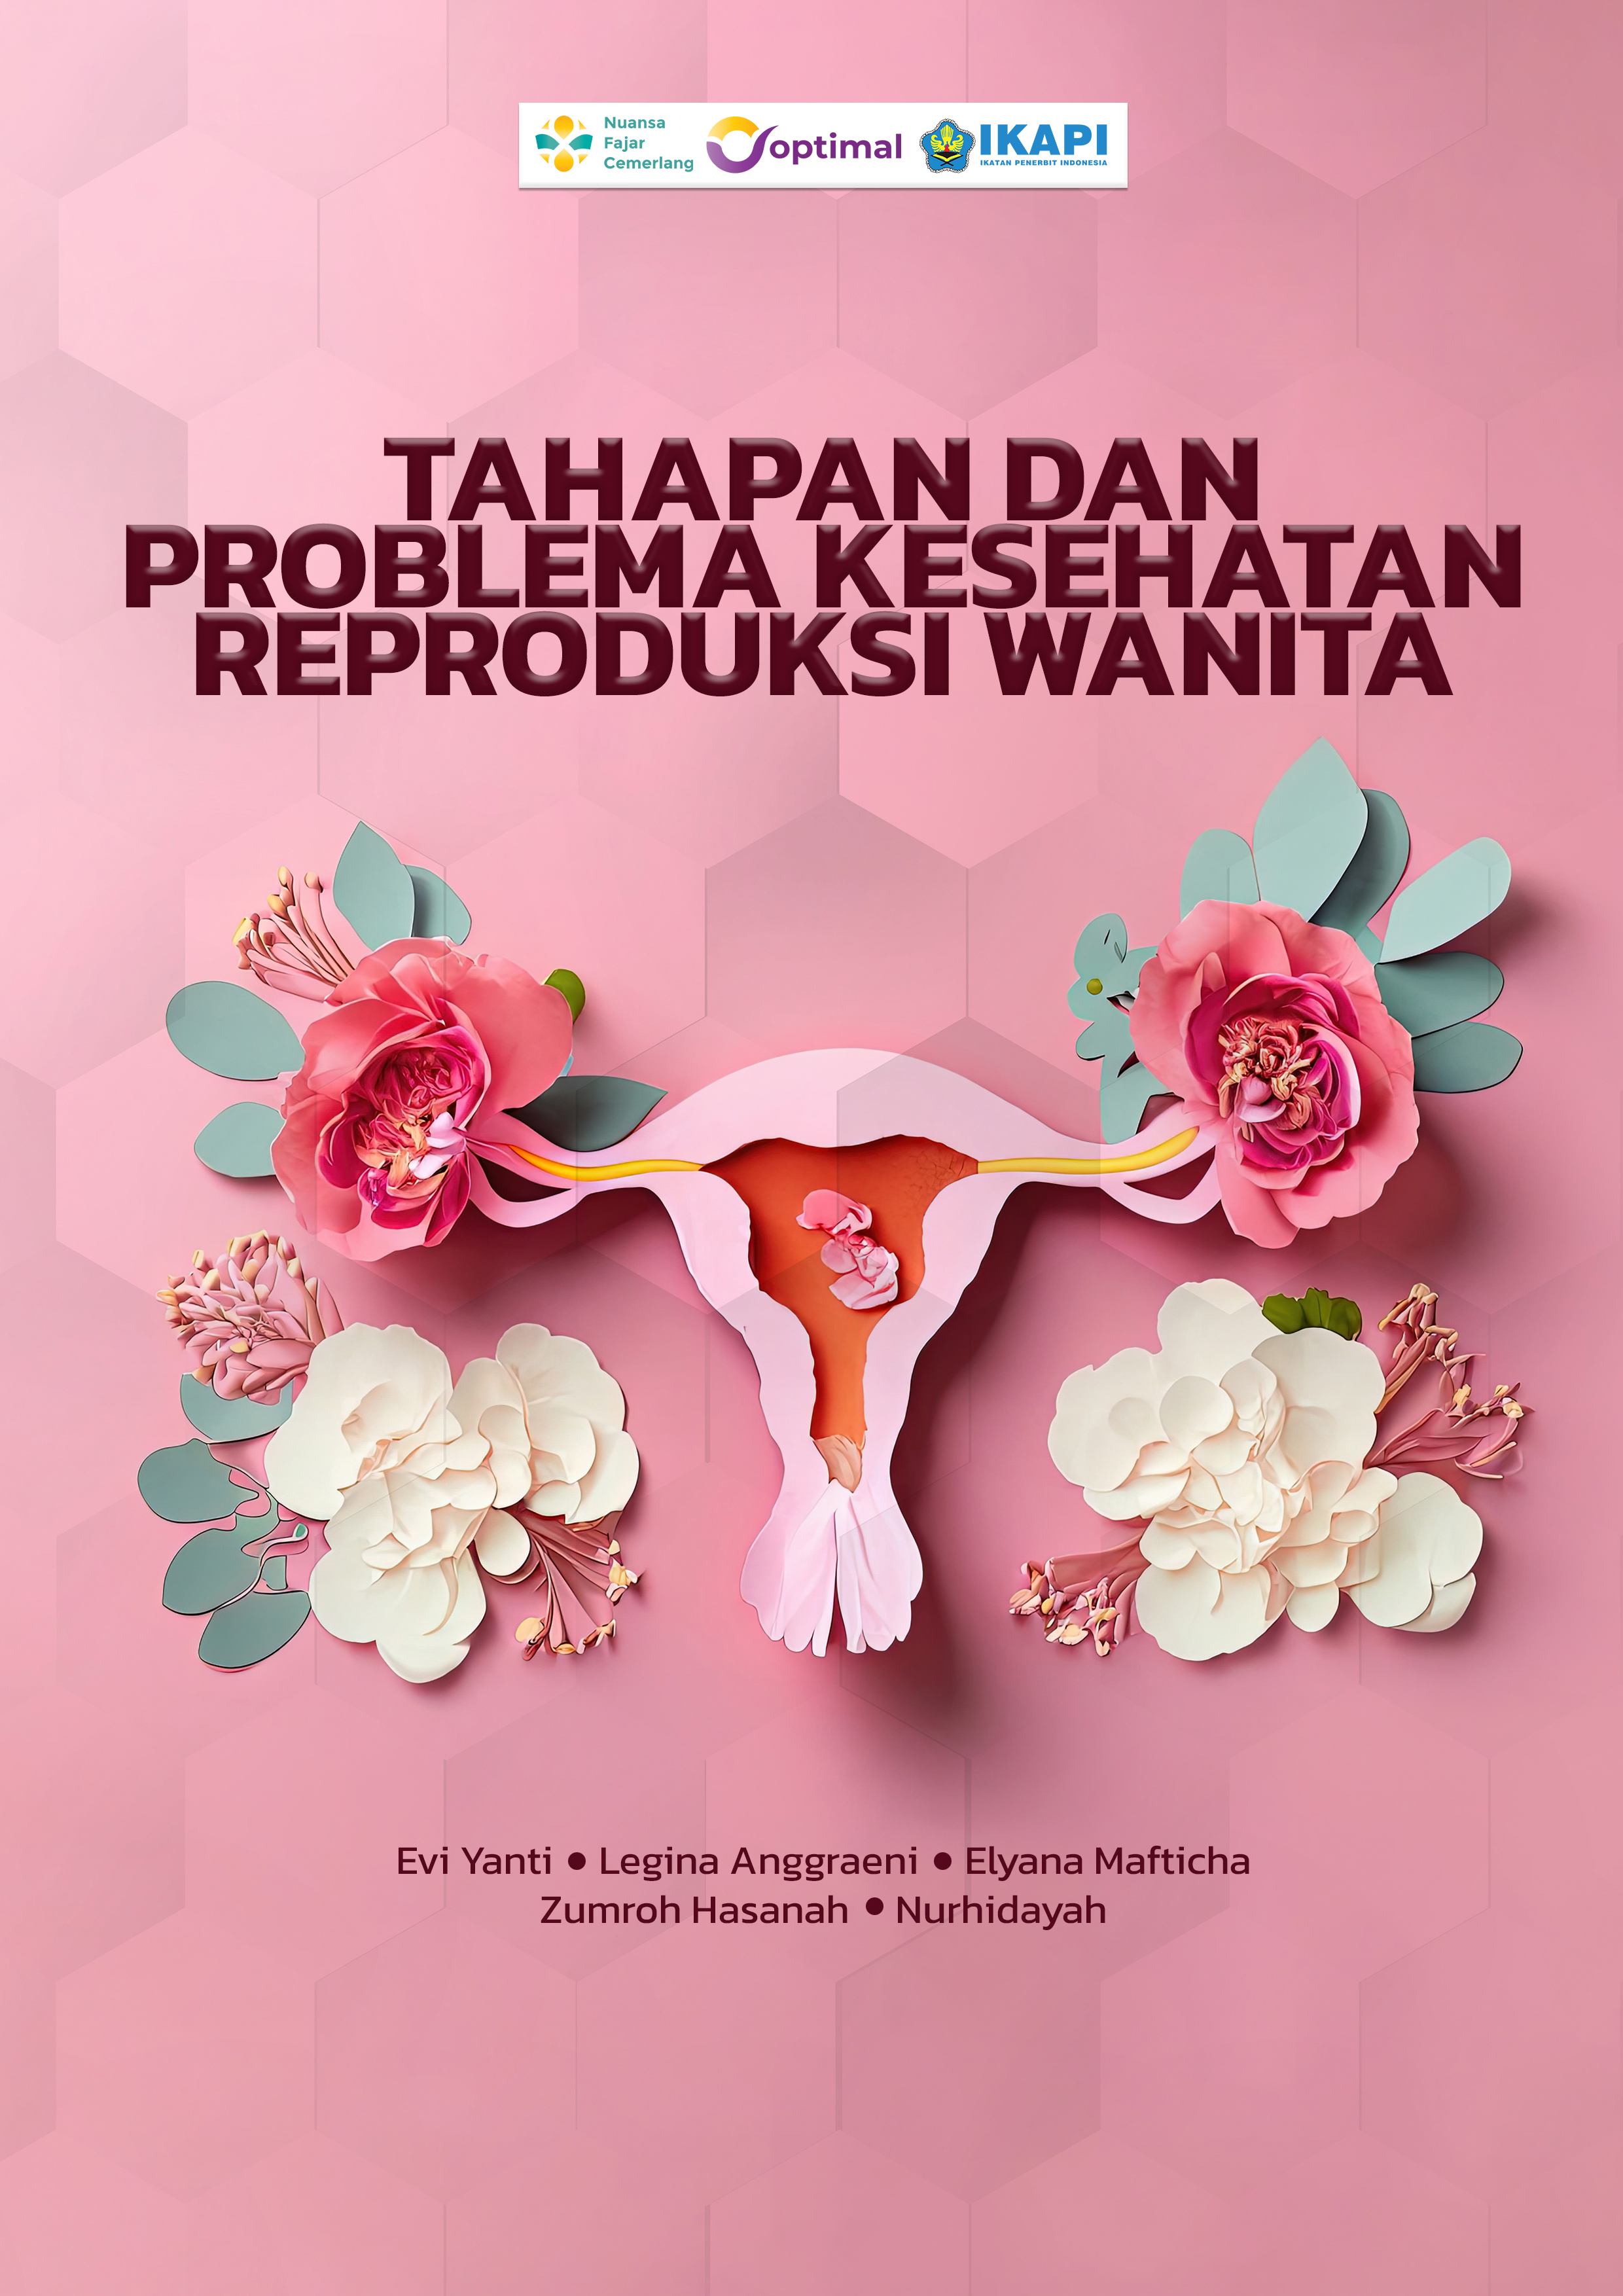 Nuansa
Fajar
Cemerlang
optimal
IKAPI
IKATAN PENERBIT INDONESIA
TAHAPAN DAN
PROBLEMA KESEHATAN
REPRODUKSI WANITA
Evi Yanti • Legina Anggraeni • Elyana Mafticha
Zumroh Hasanah • Nurhidayah